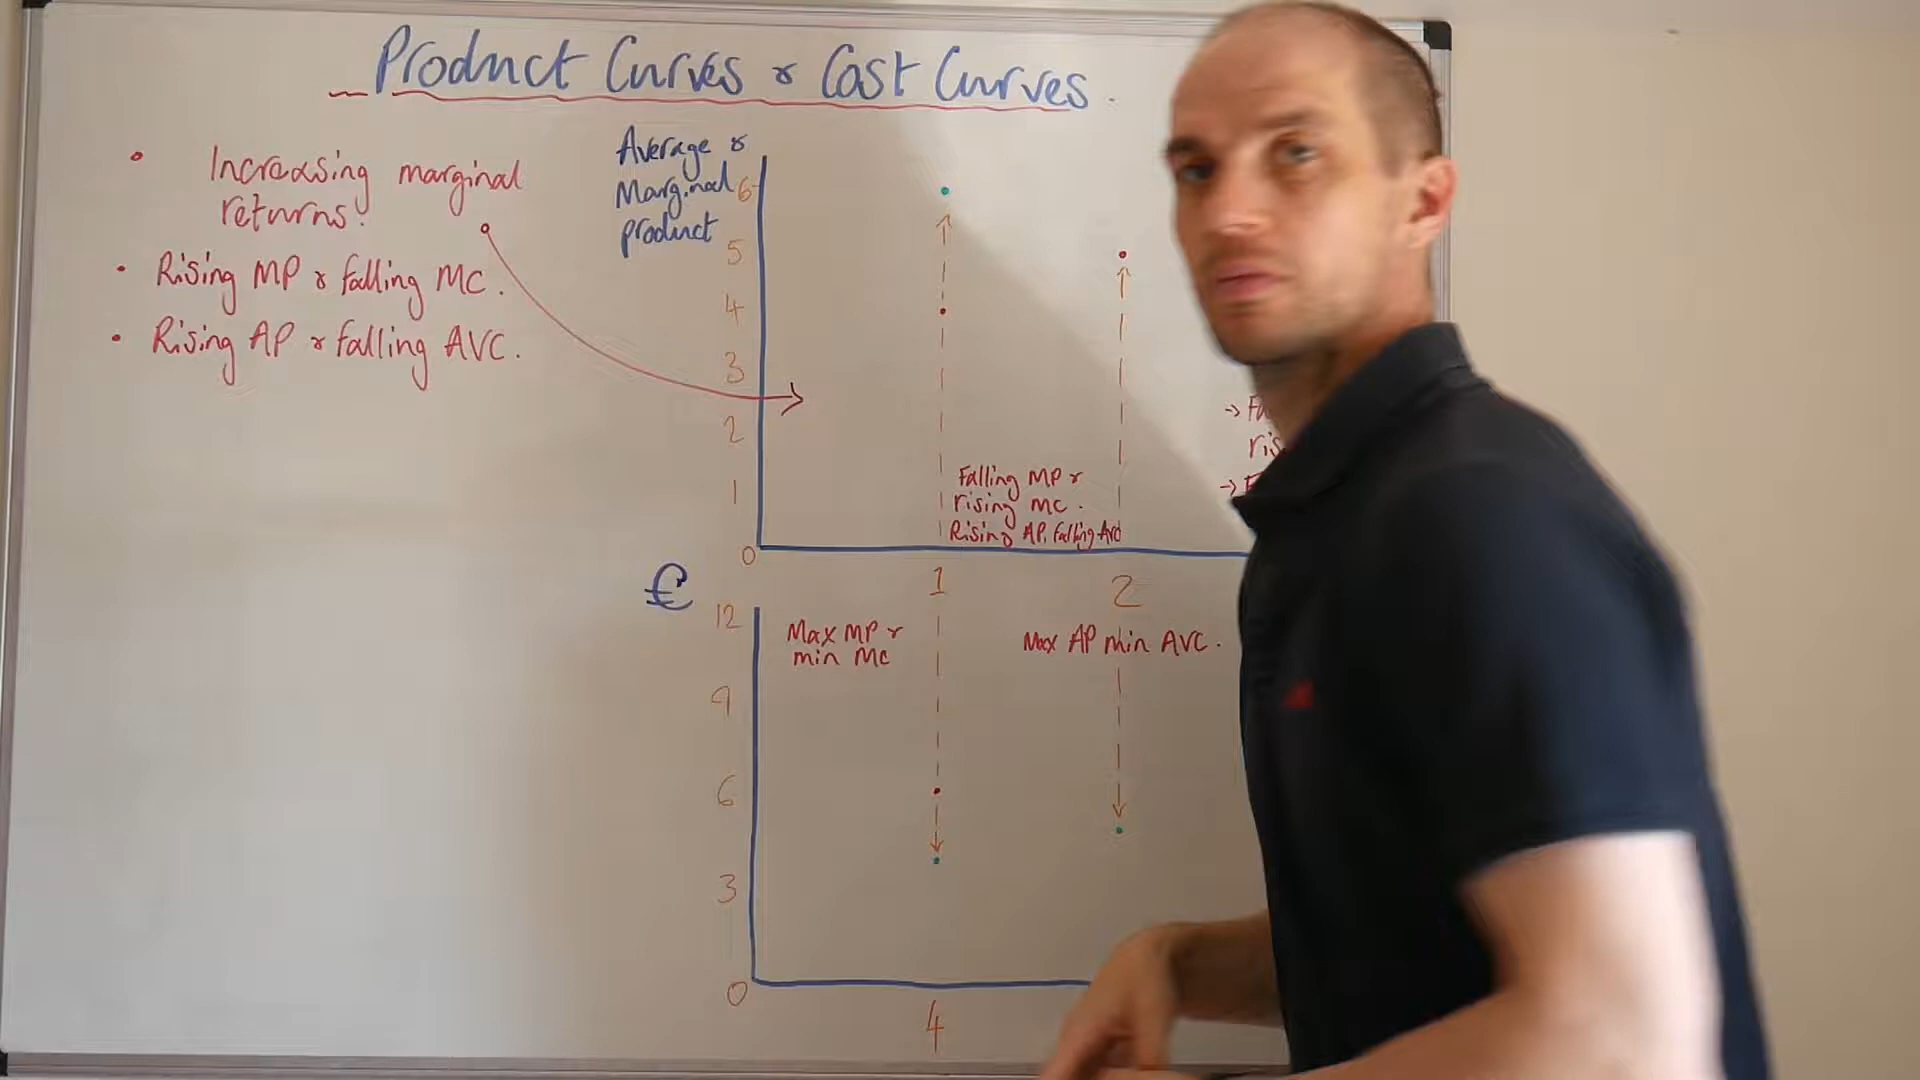 Product Curves & Cost Curves.
• Increasing marginal
returns.
• Rising MP & falling MC.
• Rising AP & falling AVC.
Average &
Marginal
product
6
5
4
3
2
1
0
Falling MP &
rising MC.
Rising AP, falling AVC
1
2
€
12
9
6
3
0
Max MP &
min MC
Max AP min AVC.
4